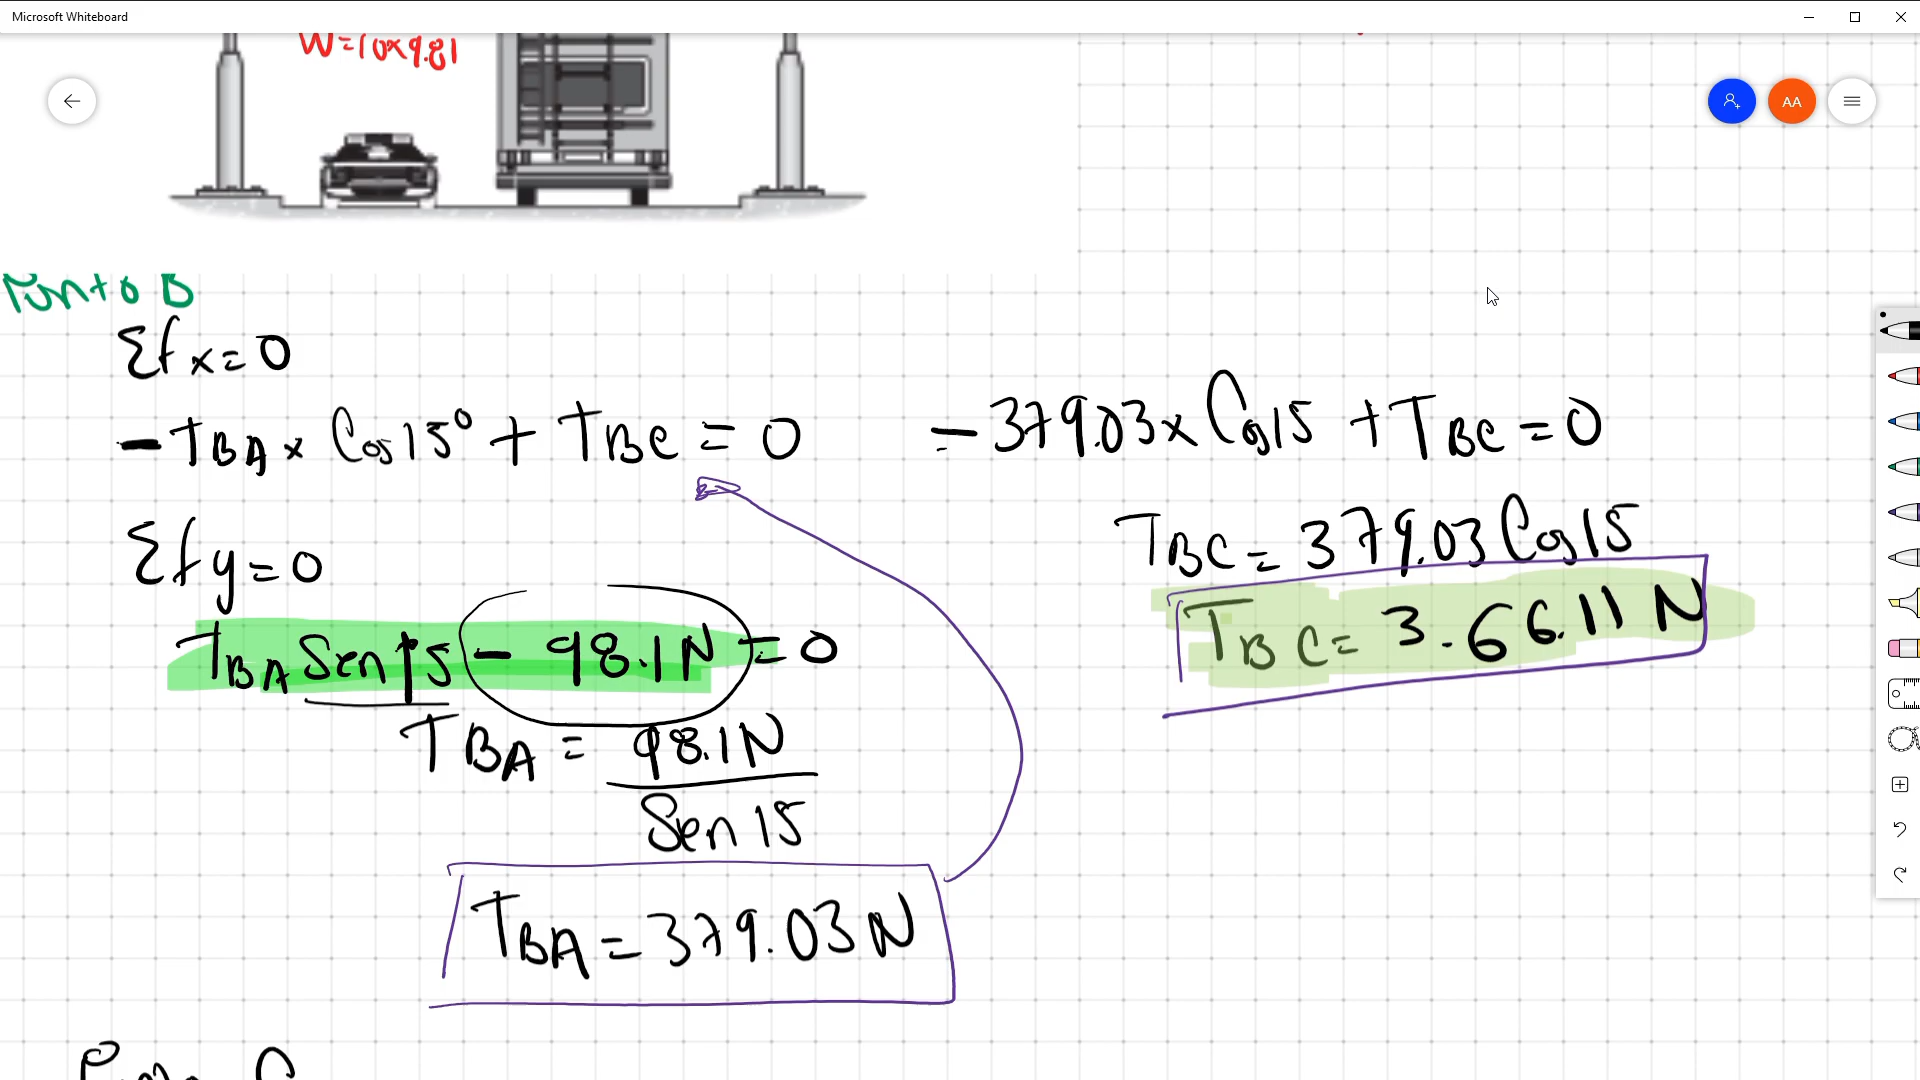 Microsoft Whiteboard
W=10x9.81
AA
Punto B
Σfx=0
-TBA x Cos15° + TBC = 0
Σfy=0
TBA Sen15 - 98.1N = 0
TBA = 98.1N
Sen 15
TBA = 379.03 N
- 379.03 x Cos15 + TBC = 0
TBC = 379.03 Cos15
TBC = 3.66.11 N